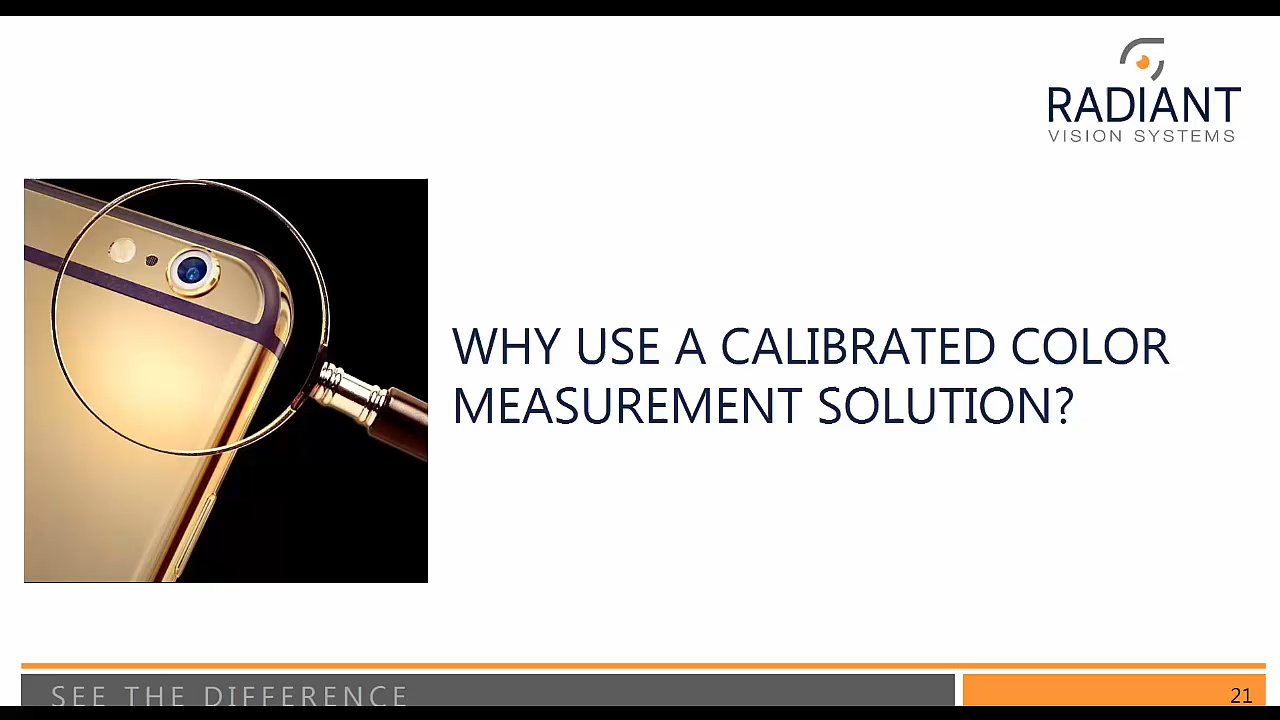 RADIANT
VISION SYSTEMS
WHY USE A CALIBRATED COLOR
MEASUREMENT SOLUTION?
SEE THE DIFFERENCE
21